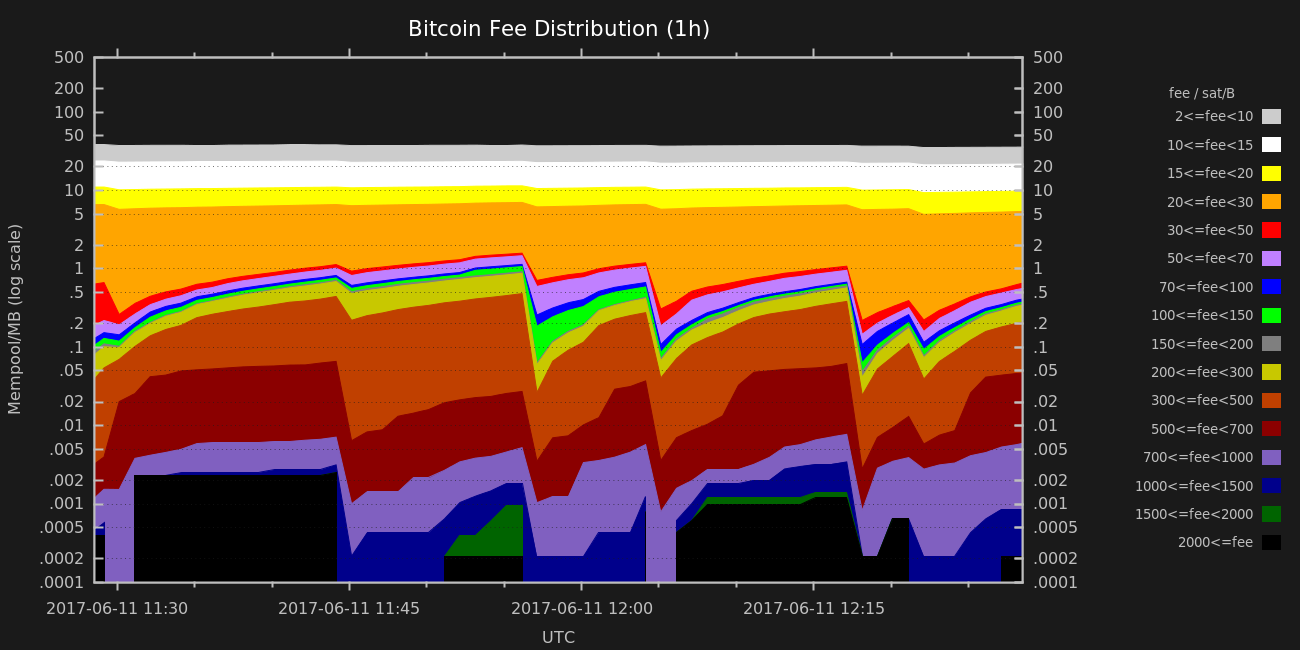 Bitcoin Fee Distribution (1h)
500 500
200 200
100 100
50 50
20 20
10 10
5 5
2 2
1 1
.5 .5
.2 .2
.1 .1
.05 .05
.02 .02
.01 .01
.005 .005
.002 .002
.001 .001
.0005 .0005
.0002 .0002
.0001 .0001
Mempool/MB (log scale)
2017-06-11 11:30 2017-06-11 11:45 2017-06-11 12:00 2017-06-11 12:15
UTC
fee / sat/B
2<=fee<10
10<=fee<15
15<=fee<20
20<=fee<30
30<=fee<50
50<=fee<70
70<=fee<100
100<=fee<150
150<=fee<200
200<=fee<300
300<=fee<500
500<=fee<700
700<=fee<1000
1000<=fee<1500
1500<=fee<2000
2000<=fee